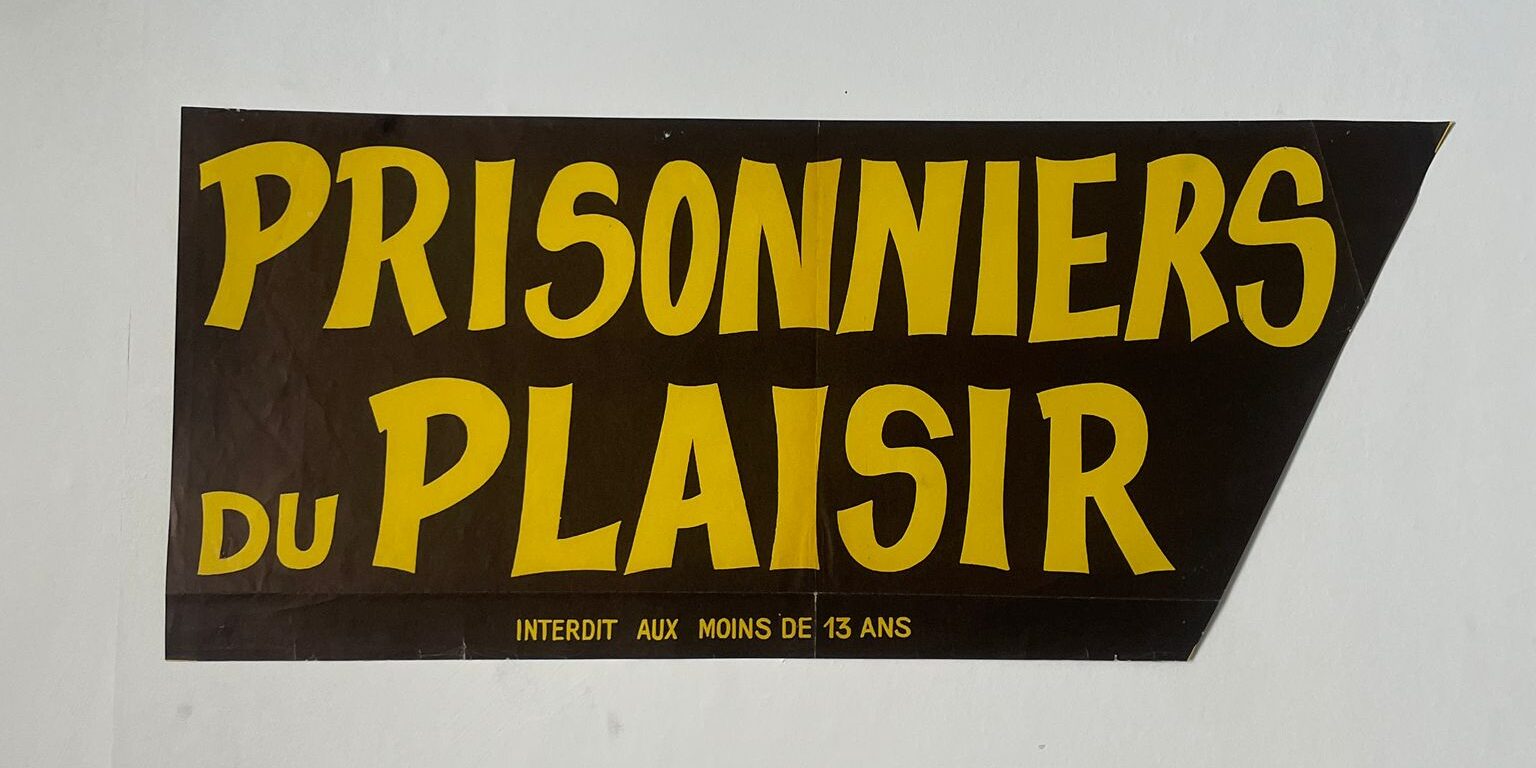 PRISONNIERS
DU PLAISIR
INTERDIT AUX MOINS DE 13 ANS